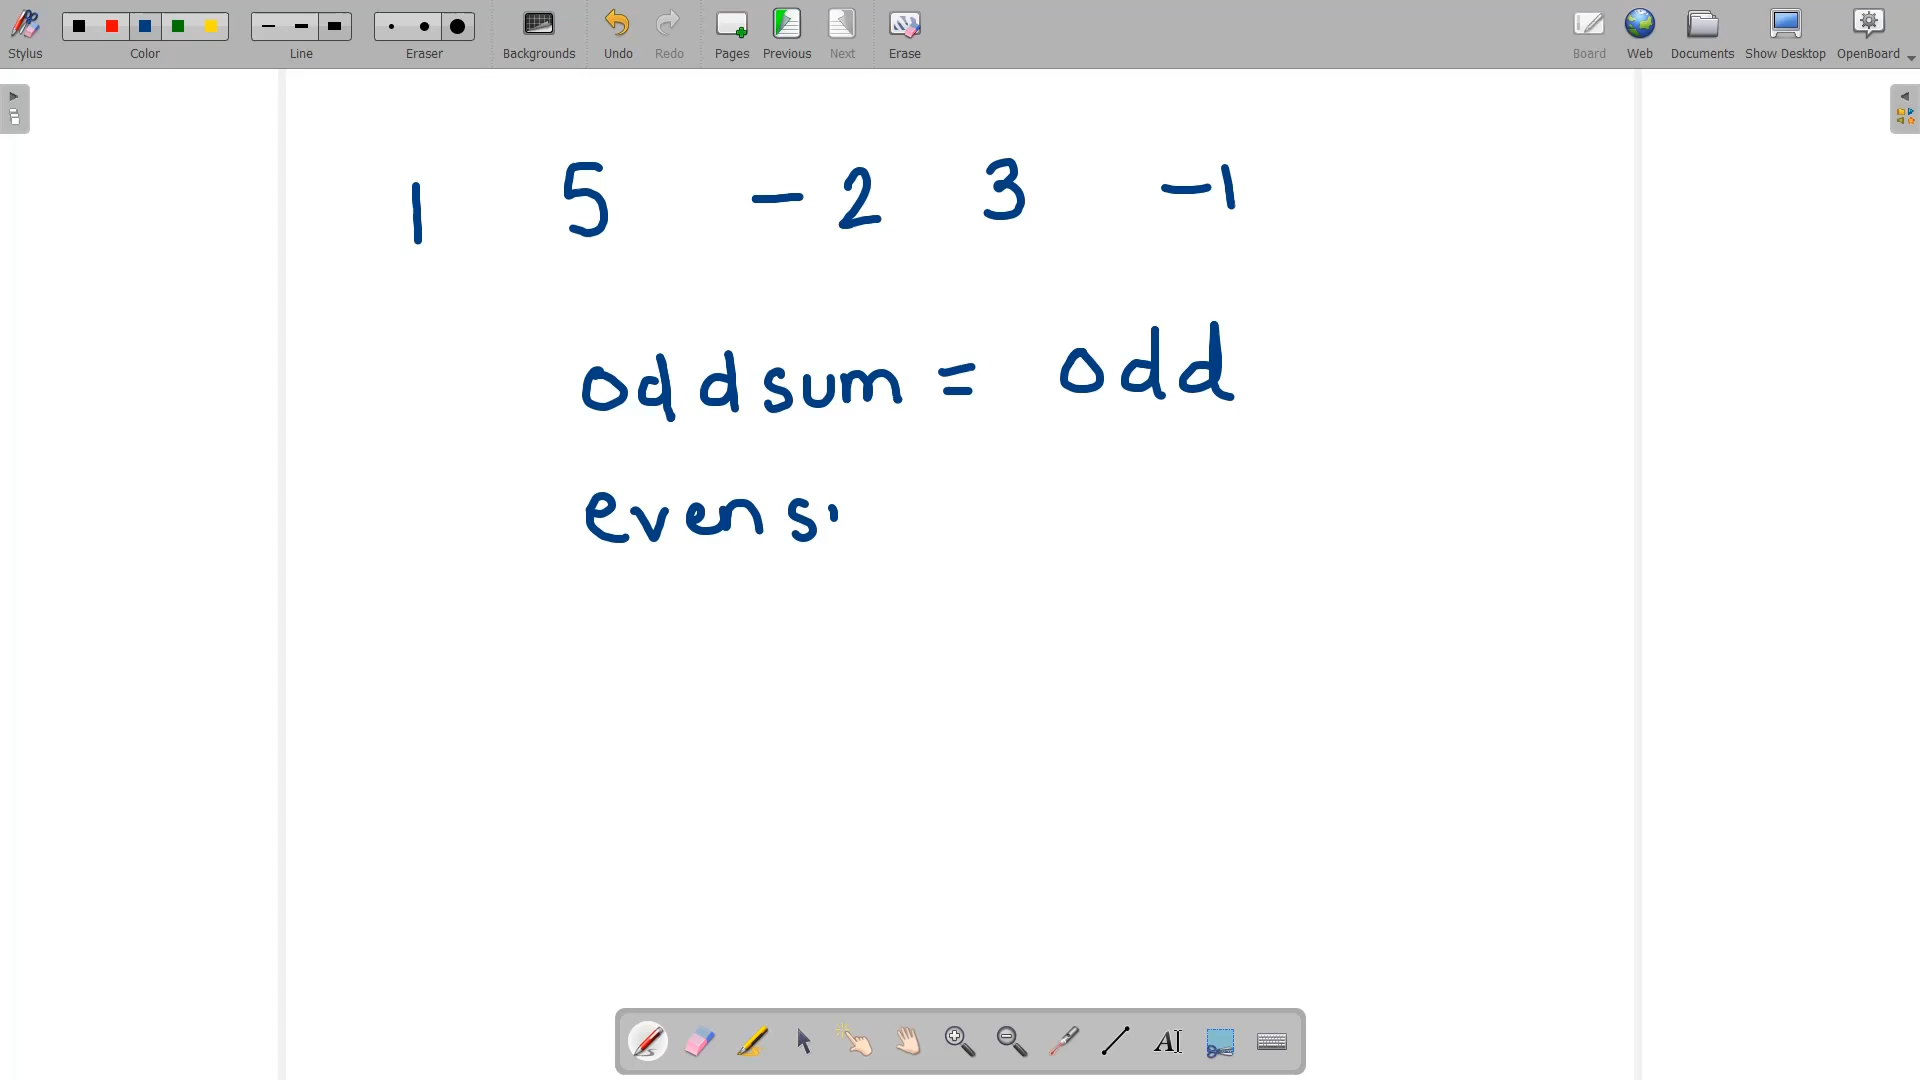 Stylus Color Line Eraser Backgrounds Undo Redo Pages Previous Next Erase Board Web Documents Show Desktop OpenBoard
1 5 -2 3 -1
oddsum = odd
evens